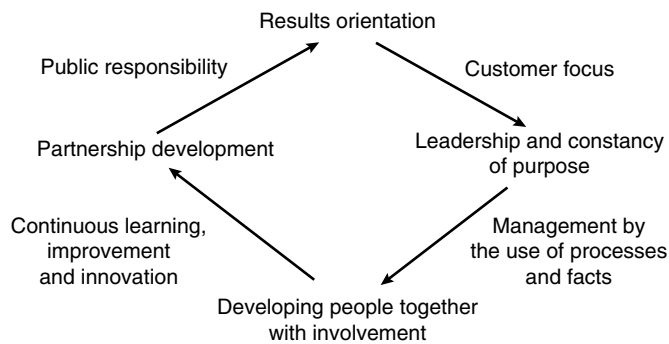 Results orientation
Public responsibility
Customer focus
Partnership development
Leadership and constancy
of purpose
Continuous learning,
improvement
and innovation
Management by
the use of processes
and facts
Developing people together
with involvement